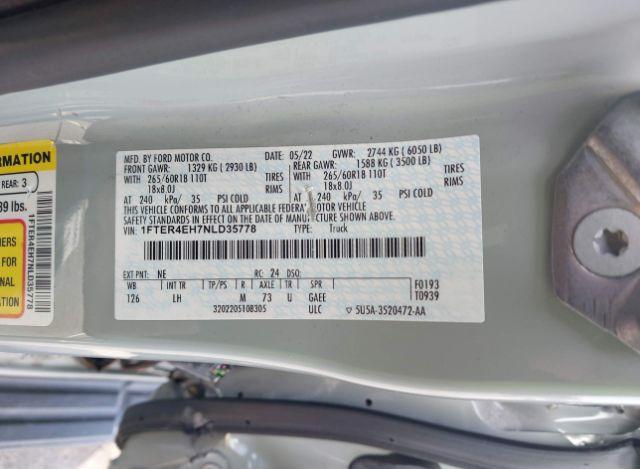 MFD. BY FORD MOTOR CO.
DATE: 05/22 GVWR: 2744 KG ( 6050 LB)
FRONT GAWR: 1329 KG ( 2930 LB)
REAR GAWR: 1588 KG ( 3500 LB)
WITH 265/60R18 110T TIRES
WITH 265/60R18 110T TIRES
18x8.0J RIMS
18x8.0J RIMS
AT 240 kPa/ 35 PSI COLD
AT 240 kPa/ 35 PSI COLD
CONFORMS TO ALL APPLICABLE FEDERAL MOTOR VEHICLE
SAFETY STANDARDS IN EFFECT ON THE DATE OF MANUFACTURE
SHOWN ABOVE.
VIN: 1FTER4EH7NLD35778 TYPE: Truck
EXT PNT: NE RC: 24 DSO:
WB INT TR TP/PS R AXLE TR SPR
126 LH M 73 U GAEE
F0193
T0939
320220510B305 ULC 5U5A-3520472-AA
ORMATION
REAR: 3
39 lbs.
1FTER4EH7NLD35778